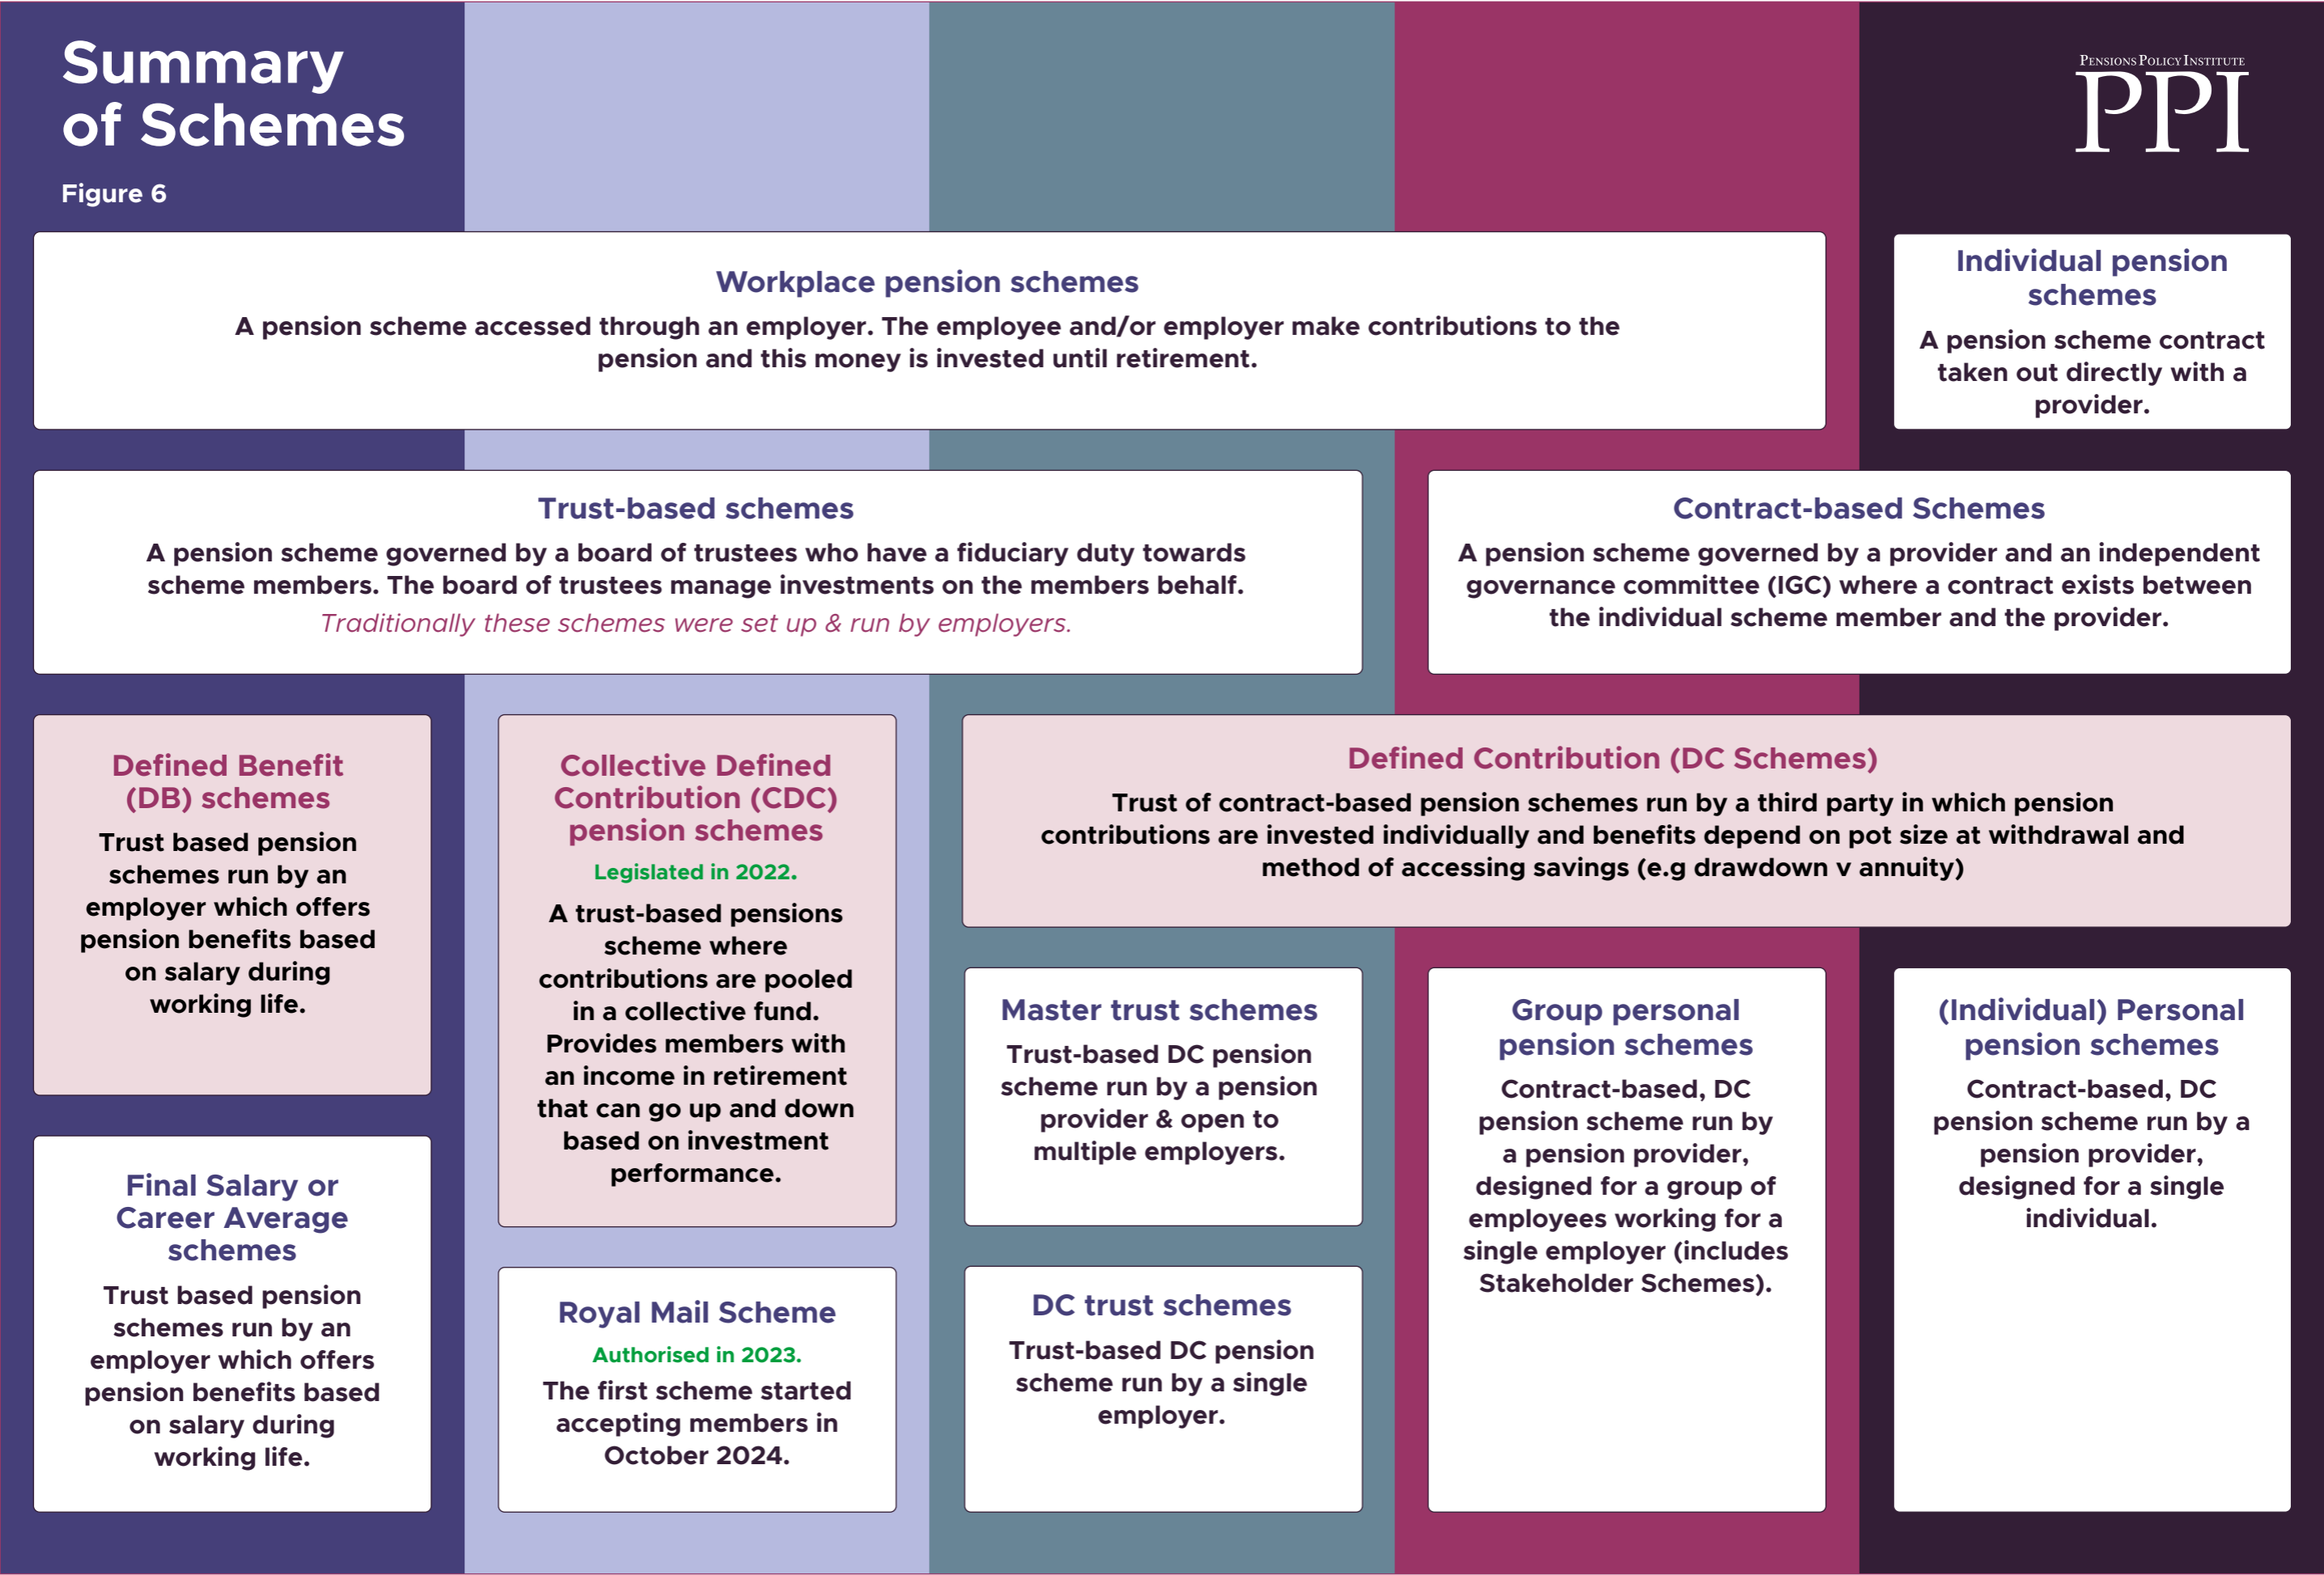 Summary
of Schemes
Figure 6
PENSIONS POLICY INSTITUTE
PPI
Workplace pension schemes
A pension scheme accessed through an employer. The employee and/or employer make contributions to the
pension and this money is invested until retirement.
Individual pension
schemes
A pension scheme contract
taken out directly with a
provider.
Trust-based schemes
A pension scheme governed by a board of trustees who have a fiduciary duty towards
scheme members. The board of trustees manage investments on the members behalf.
Traditionally these schemes were set up & run by employers.
Contract-based Schemes
A pension scheme governed by a provider and an independent
governance committee (IGC) where a contract exists between
the individual scheme member and the provider.
Defined Benefit
(DB) schemes
Trust based pension
schemes run by an
employer which offers
pension benefits based
on salary during
working life.
Final Salary or
Career Average
schemes
Trust based pension
schemes run by an
employer which offers
pension benefits based
on salary during
working life.
Collective Defined
Contribution (CDC)
pension schemes
Legislated in 2022.
A trust-based pensions
scheme where
contributions are pooled
in a collective fund.
Provides members with
an income in retirement
that can go up and down
based on investment
performance.
Royal Mail Scheme
Authorised in 2023.
The first scheme started
accepting members in
October 2024.
Defined Contribution (DC Schemes)
Trust of contract-based pension schemes run by a third party in which pension
contributions are invested individually and benefits depend on pot size at withdrawal and
method of accessing savings (e.g drawdown v annuity)
Master trust schemes
Trust-based DC pension
scheme run by a pension
provider & open to
multiple employers.
DC trust schemes
Trust-based DC pension
scheme run by a single
employer.
Group personal
pension schemes
Contract-based, DC
pension scheme run by
a pension provider,
designed for a group of
employees working for a
single employer (includes
Stakeholder Schemes).
(Individual) Personal
pension schemes
Contract-based, DC
pension scheme run by a
pension provider,
designed for a single
individual.